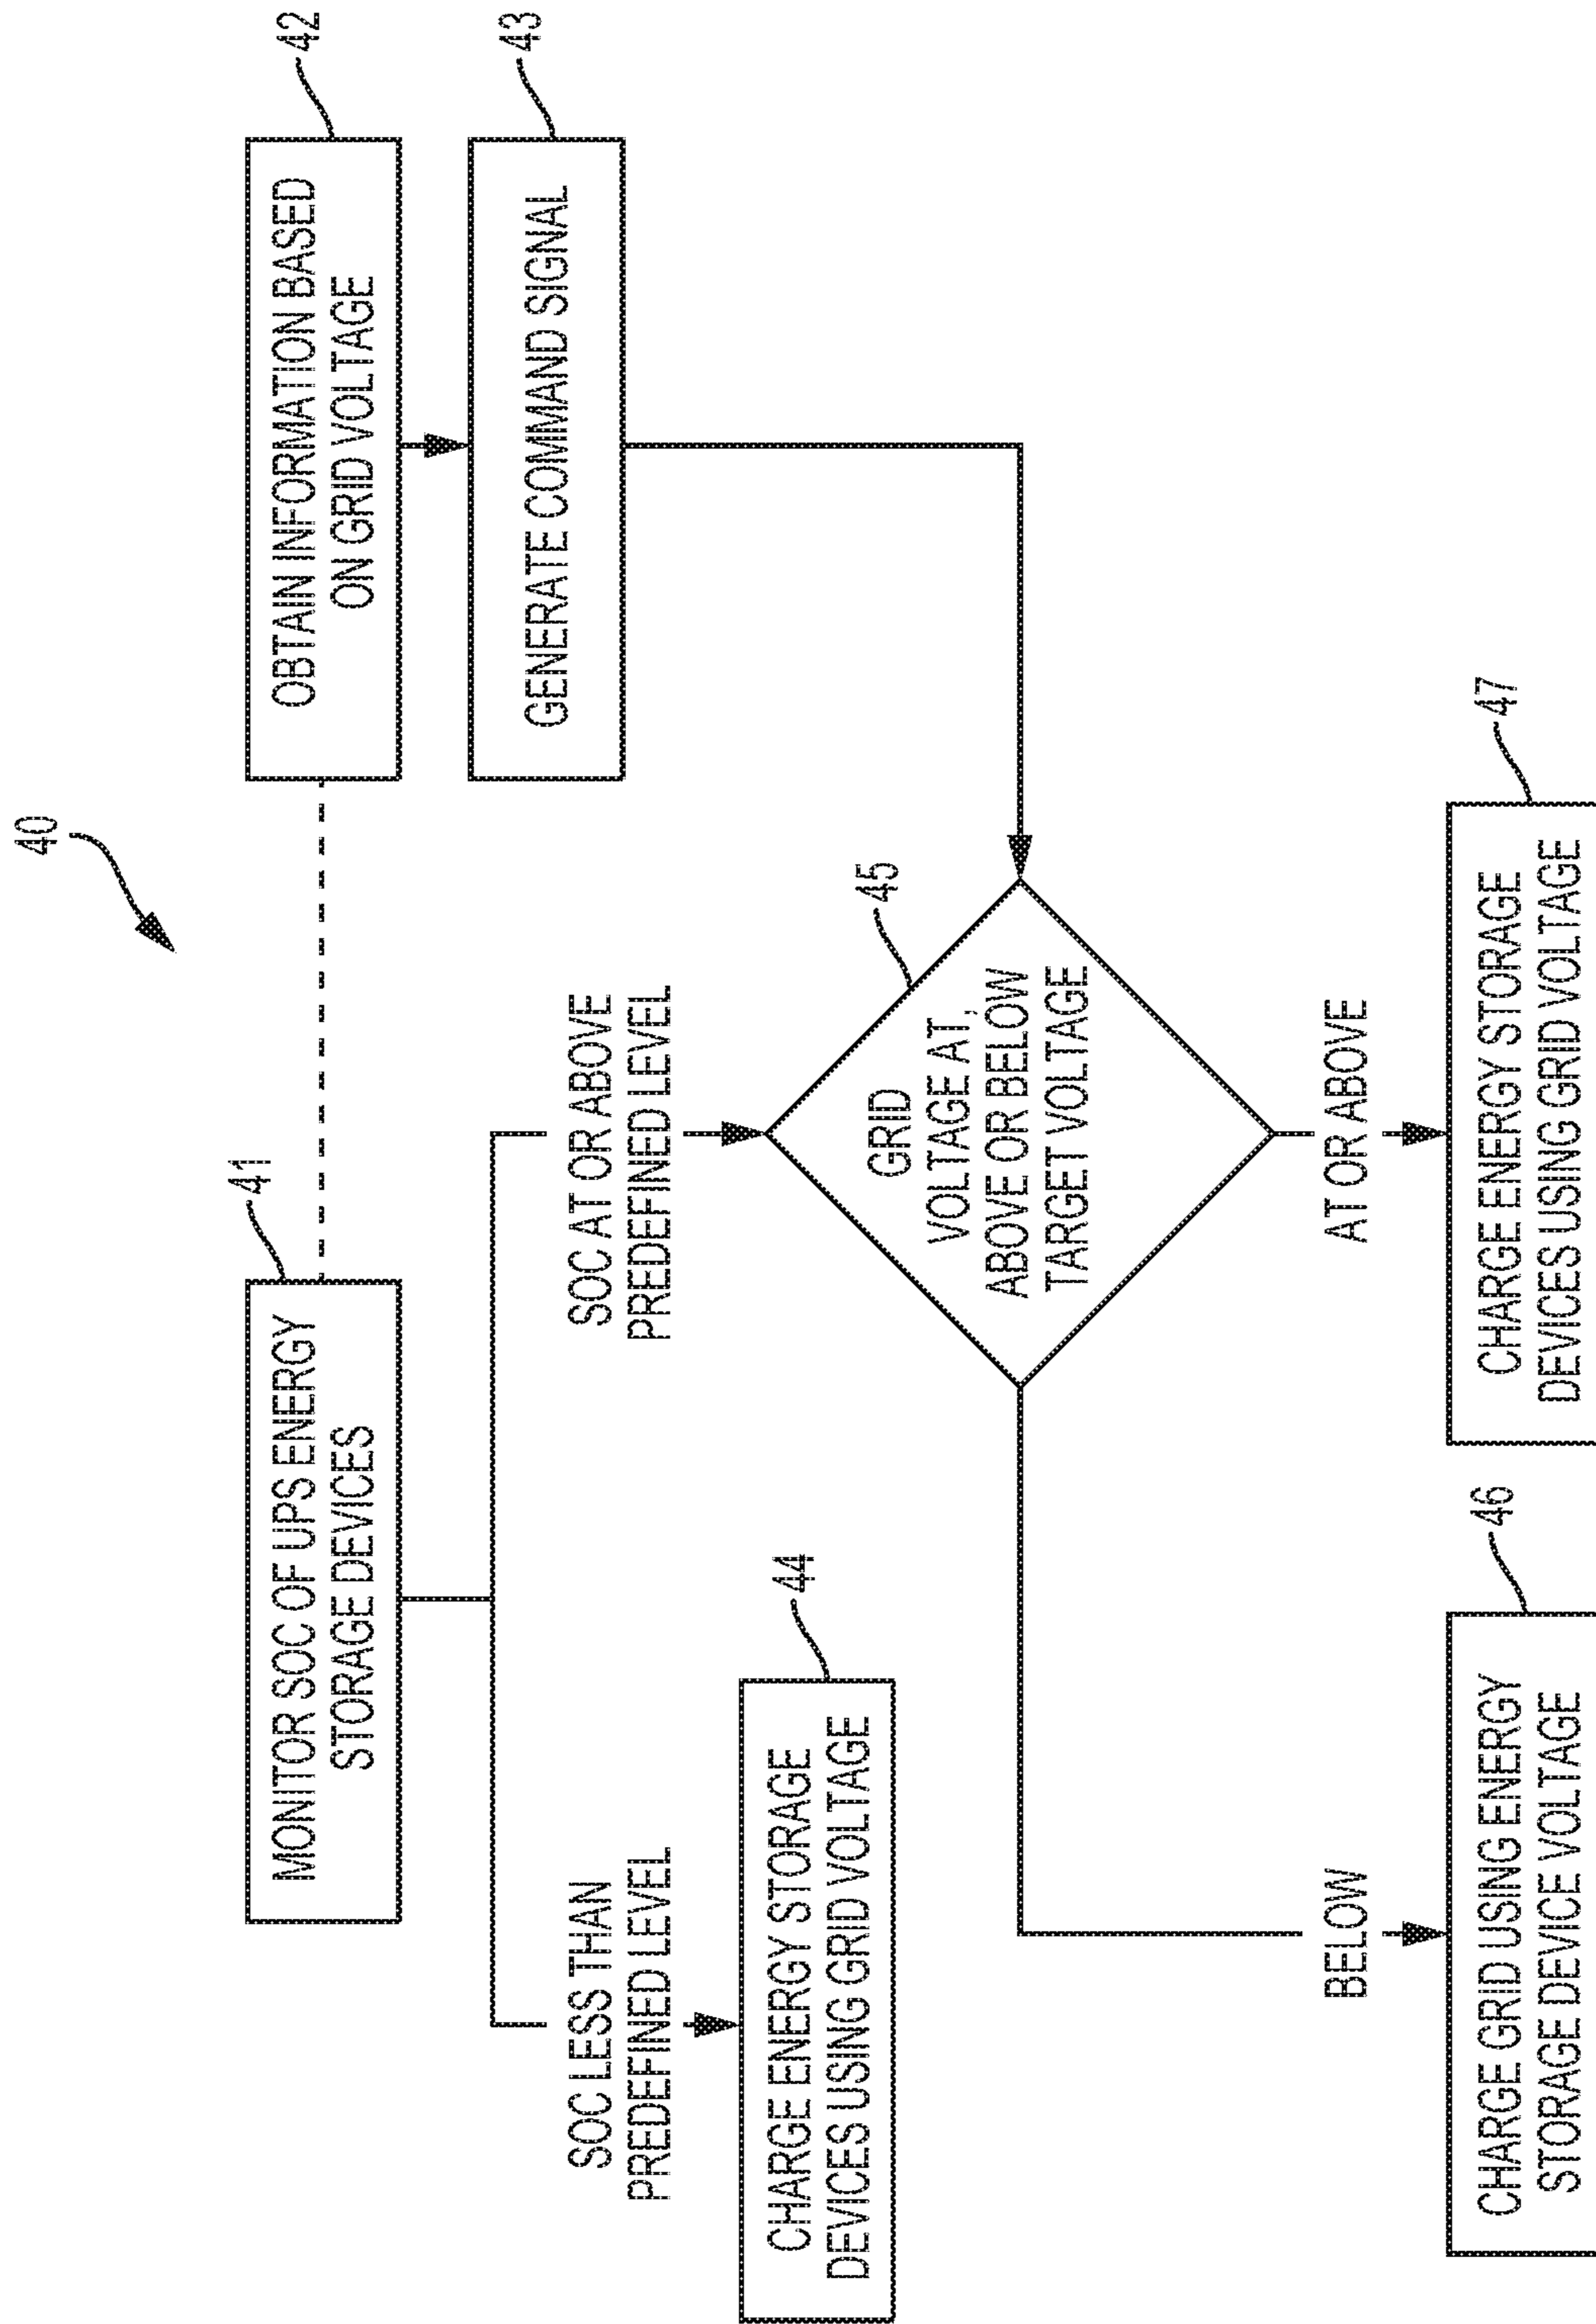 40
41
MONITOR SOC OF UPS ENERGY
STORAGE DEVICES
42
OBTAIN INFORMATION BASED
ON GRID VOLTAGE
43
GENERATE COMMAND SIGNAL
SOC LESS THAN
PREDEFINED LEVEL
SOC AT OR ABOVE
PREDEFINED LEVEL
44
CHARGE ENERGY STORAGE
DEVICES USING GRID VOLTAGE
45
GRID
VOLTAGE AT,
ABOVE OR BELOW
TARGET VOLTAGE
BELOW
AT OR ABOVE
46
CHARGE GRID USING ENERGY
STORAGE DEVICE VOLTAGE
47
CHARGE ENERGY STORAGE
DEVICES USING GRID VOLTAGE